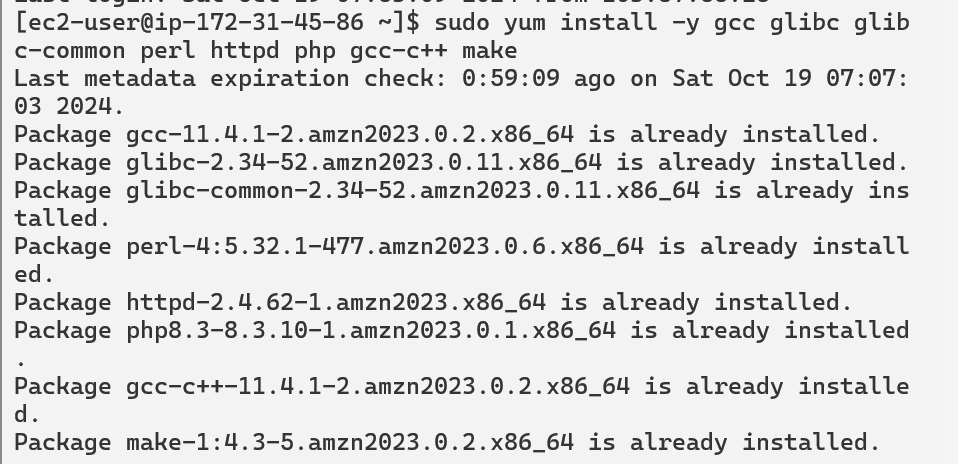 [ec2-user@ip-172-31-45-86 ~]$ sudo yum install -y gcc glibc glib
c-common perl httpd php gcc-c++ make
Last metadata expiration check: 0:59:09 ago on Sat Oct 19 07:07:
03 2024.
Package gcc-11.4.1-2.amzn2023.0.2.x86_64 is already installed.
Package glibc-2.34-52.amzn2023.0.11.x86_64 is already installed.
Package glibc-common-2.34-52.amzn2023.0.11.x86_64 is already ins
talled.
Package perl-4:5.32.1-477.amzn2023.0.6.x86_64 is already install
ed.
Package httpd-2.4.62-1.amzn2023.x86_64 is already installed.
Package php8.3-8.3.10-1.amzn2023.0.1.x86_64 is already installed
.
Package gcc-c++-11.4.1-2.amzn2023.0.2.x86_64 is already installe
d.
Package make-1:4.3-5.amzn2023.0.2.x86_64 is already installed.